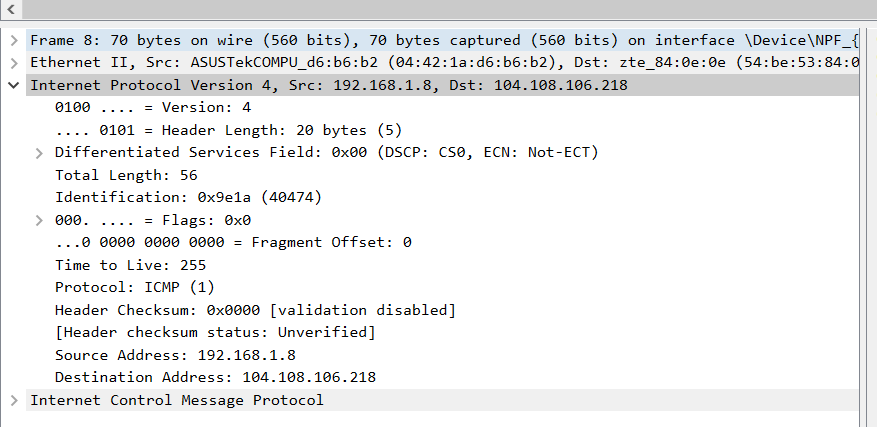 Frame 8: 70 bytes on wire (560 bits), 70 bytes captured (560 bits) on interface \Device\NPF_{
Ethernet II, Src: ASUSTekCOMPU_d6:b6:b2 (04:42:1a:d6:b6:b2), Dst: zte_84:0e:0e (54:be:53:84:0
Internet Protocol Version 4, Src: 192.168.1.8, Dst: 104.108.106.218
0100 .... = Version: 4
.... 0101 = Header Length: 20 bytes (5)
Differentiated Services Field: 0x00 (DSCP: CS0, ECN: Not-ECT)
Total Length: 56
Identification: 0x9e1a (40474)
000. .... = Flags: 0x0
...0 0000 0000 0000 = Fragment Offset: 0
Time to Live: 255
Protocol: ICMP (1)
Header Checksum: 0x0000 [validation disabled]
[Header checksum status: Unverified]
Source Address: 192.168.1.8
Destination Address: 104.108.106.218
Internet Control Message Protocol